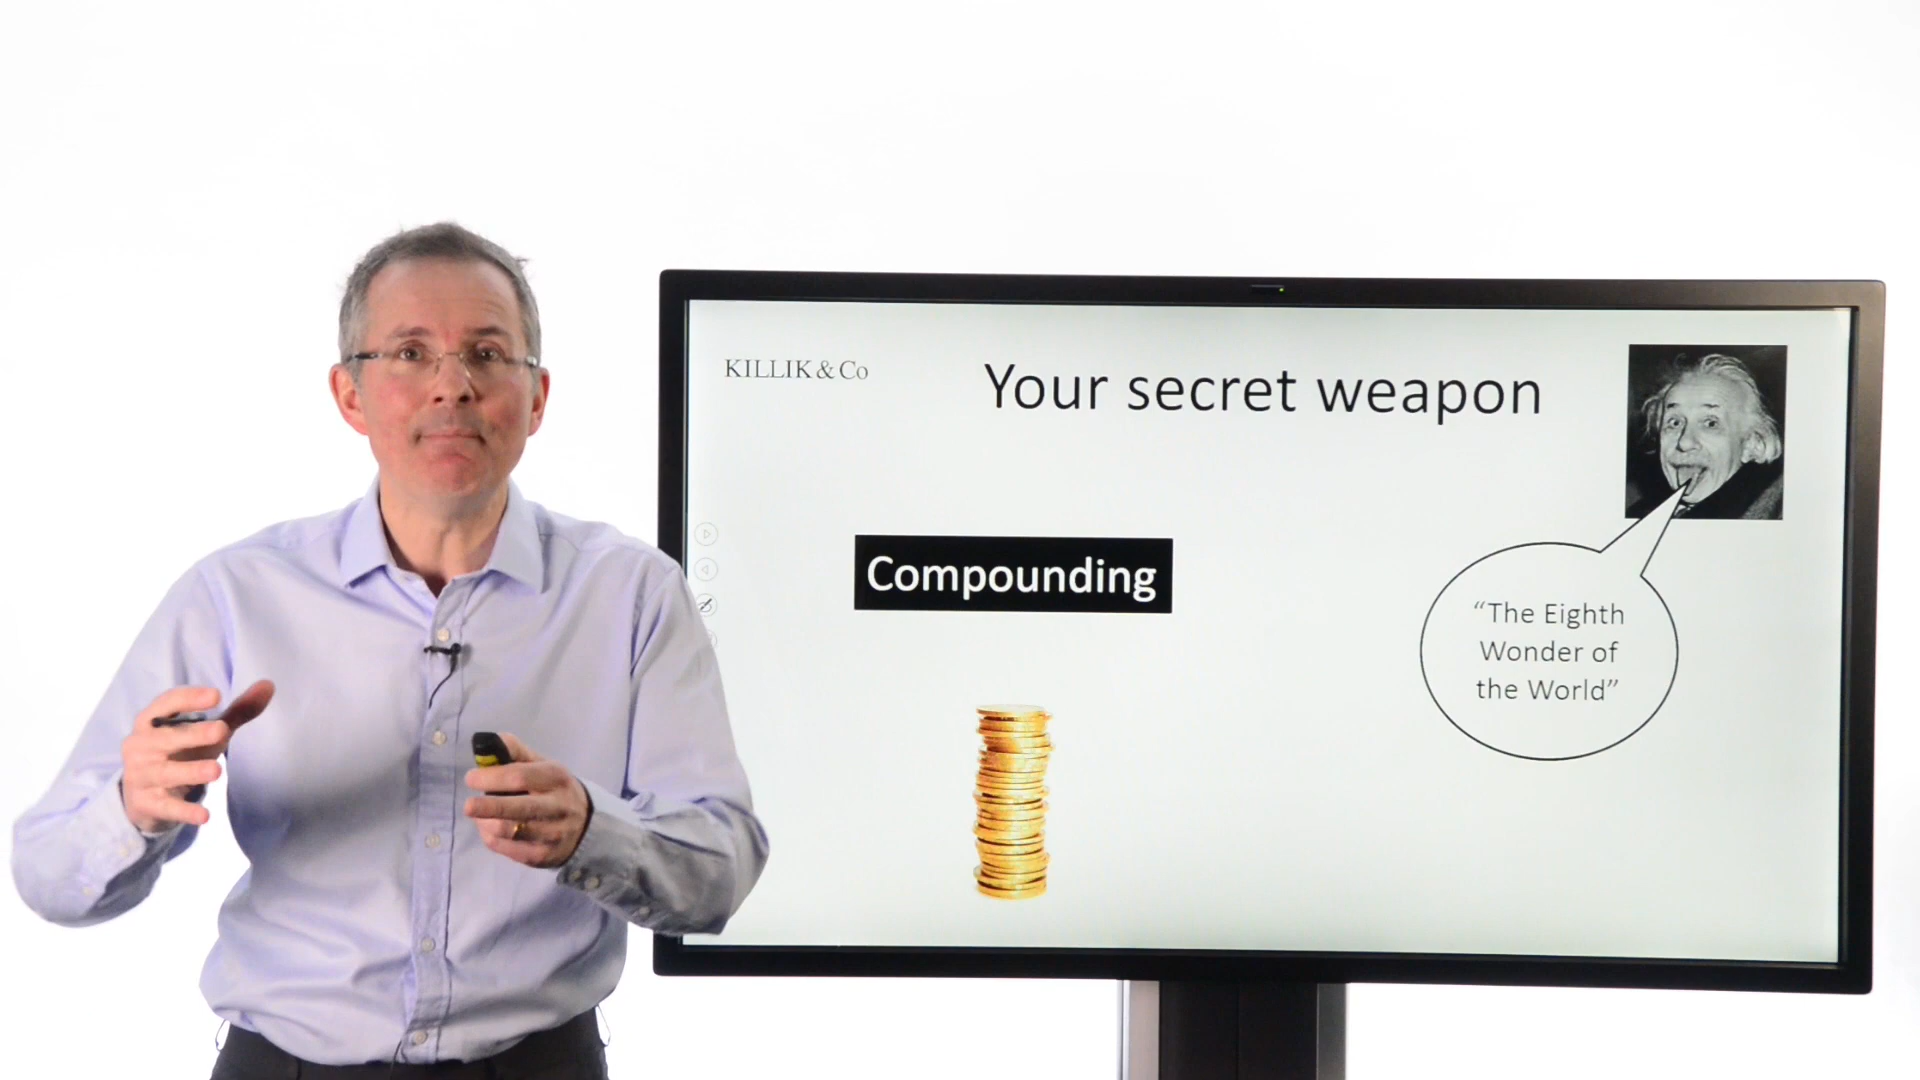 KILLIK & Co
Your secret weapon
Compounding
“The Eighth
Wonder of
the World”